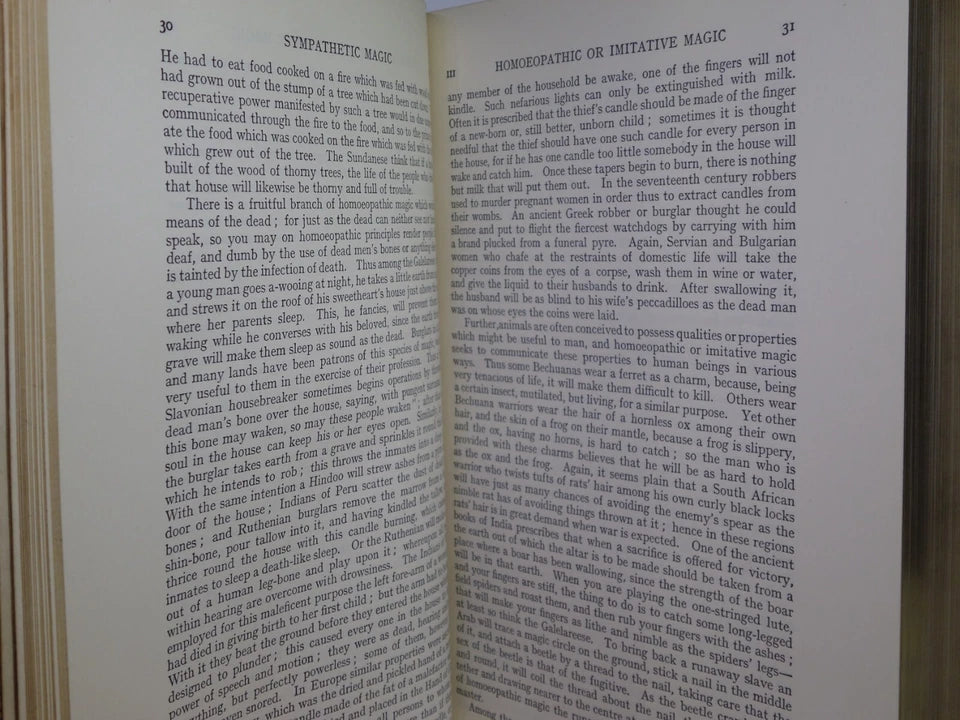 30
SYMPATHETIC MAGIC
He had to eat food cooked on a fire which was fed with
had grown out of the stump of a tree which had been cut
recuperative power manifested by such a tree would in due
communicated through the fire to the food, and so to the
ate the food which was cooked on the fire which was fed with
which grew out of the tree. The Sundanese think that if a
built of the wood of thorny trees, the life of the people who
that house will likewise be thorny and full of trouble.
There is a fruitful branch of homoeopathic magic which
means of the dead; for just as the dead can neither see nor
speak, so you may on homoeopathic principles render people
deaf, and dumb by the use of dead men's bones or anything
is tainted by the infection of death. Thus among the Galelareese
a young man goes a-wooing at night, he takes a little earth from
and strews it on the roof of his sweetheart's house just above
where her parents sleep. This, he fancies, will prevent them
waking while he converses with his beloved, since the earth
grave will make them sleep as sound as the dead. Burglars in
and many lands have been patrons of this species of magic,
very useful to them in the exercise of their profession. Thus
Slavonian housebreaker sometimes begins operations by
dead man's bone over the house, saying, with pungent
this bone may waken, so may these people waken"; after
soul in the house can keep his or her eyes open. Similarly,
the burglar takes earth from a grave and sprinkles it round
which he intends to rob; this throws the inmates into a
With the same intention a Hindoo will strew ashes from a
door of the house; Indians of Peru scatter the dust of
bones; and Ruthenian burglars remove the marrow from
shin-bone, pour tallow into it, and having kindled the tallow,
thrice round the house with this candle burning, which
inmates to sleep a death-like sleep. Or the Ruthenian will make
out of a human leg-bone and play upon it; whereupon
within hearing are overcome with drowsiness. The Indians
employed for this maleficent purpose the left fore-arm of a
had died in giving birth to her first child; but the arm had
With it they beat the ground before they entered the house
designed to plunder; this caused every one in the house
power of speech and motion; they were as dead, hearing
everything, but perfectly powerless; some of them, however,
even snored. In Europe similar properties were
which was the dried and pickled hand of a
candle made of the fat of a malefactor
and placed in the Hand
all persons to whom
more than if
31
III
HOMOEOPATHIC OR IMITATIVE MAGIC
any member of the household be awake, one of the fingers will not
kindle. Such nefarious lights can only be extinguished with milk.
Often it is prescribed that the thief's candle should be made of the finger
of a new-born or, still better, unborn child; sometimes it is thought
needful that the thief should have one such candle for every person in
the house, for if he has one candle too little somebody in the house will
wake and catch him. Once these tapers begin to burn, there is nothing
but milk that will put them out. In the seventeenth century robbers
used to murder pregnant women in order thus to extract candles from
their wombs. An ancient Greek robber or burglar thought he could
silence and put to flight the fiercest watchdogs by carrying with him
a brand plucked from a funeral pyre. Again, Servian and Bulgarian
women who chafe at the restraints of domestic life will take the
copper coins from the eyes of a corpse, wash them in wine or water,
and give the liquid to their husbands to drink. After swallowing it,
the husband will be as blind to his wife's peccadilloes as the dead man
was on whose eyes the coins were laid.
Further, animals are often conceived to possess qualities or properties
which might be useful to man, and homoeopathic or imitative magic
seeks to communicate these properties to human beings in various
ways. Thus some Bechuanas wear a ferret as a charm, because, being
very tenacious of life, it will make them difficult to kill. Others wear
a certain insect, mutilated, but living, for a similar purpose. Yet other
Bechuana warriors wear the hair of a hornless ox among their own
hair, and the skin of a frog on their mantle, because a frog is slippery,
and the ox, having no horns, is hard to catch; so the man who is
provided with these charms believes that he will be as hard to hold
as the ox and the frog. Again, it seems plain that a South African
warrior who twists tufts of rats' hair among his own curly black locks
will have just as many chances of avoiding the enemy's spear as the
nimble rat has of avoiding things thrown at it; hence in these regions
rats' hair is in great demand when war is expected. One of the ancient
books of India prescribes that when a sacrifice is offered for victory,
the earth out of which the altar is to be made should be taken from a
place where a boar has been wallowing, since the strength of the boar
will be in that earth. When you are playing the one-stringed lute,
and your fingers are stiff, the thing to do is to catch some long-legged
field spiders and roast them, and then rub your fingers with the ashes;
that will make your fingers as lithe and nimble as the spiders' legs—
at least so think the Galelareese. To bring back a runaway slave an
Arab will trace a magic circle on the ground, stick a nail in the middle
of it, and attach a beetle by a thread to the nail, taking care that the
sex of the beetle is that of the fugitive. As the beetle crawls round
and round, it will coil the thread about the nail, thus
tether and drawing nearer to the centre
of homoeopathic magic the
master.
Among the